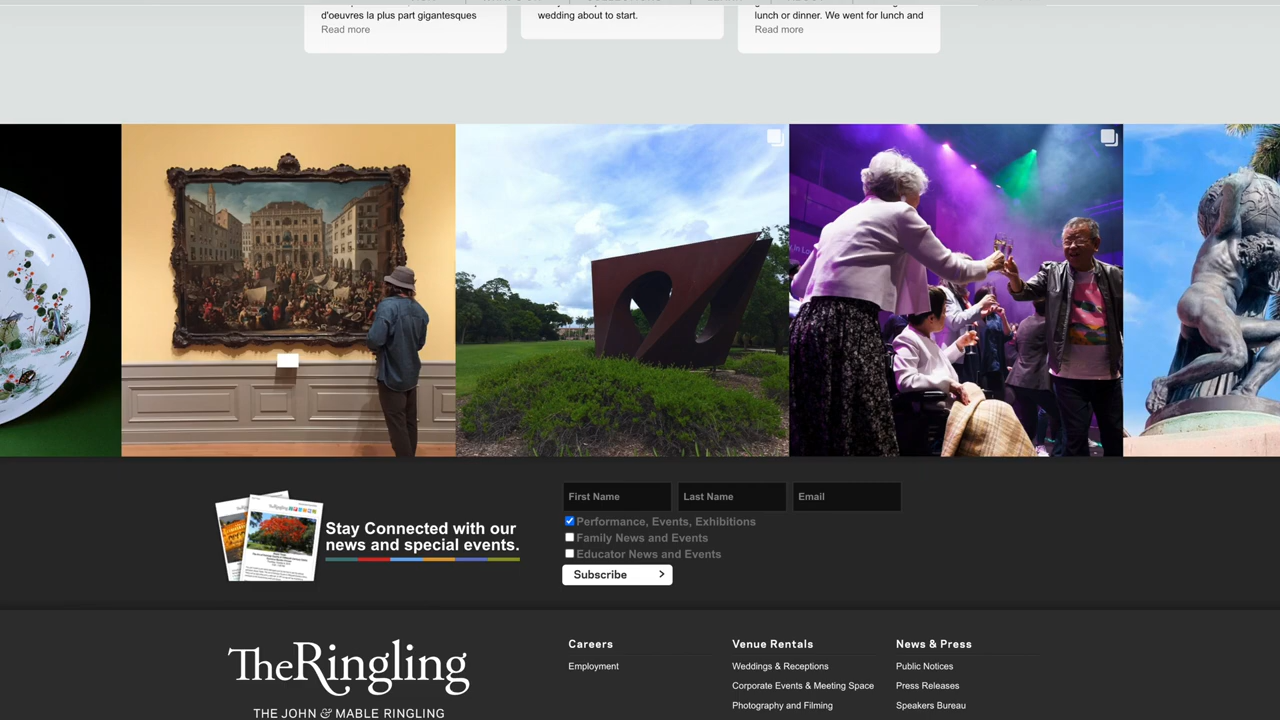 d'oeuvres la plus part gigantesques
Read more
wedding about to start.
lunch or dinner. We went for lunch and
Read more
Stay Connected with our
news and special events.
First Name
Last Name
Email
Performance, Events, Exhibitions
Family News and Events
Educator News and Events
Subscribe >
TheRingling
THE JOHN & MABLE RINGLING
Careers
Employment
Venue Rentals
Weddings & Receptions
Corporate Events & Meeting Space
Photography and Filming
News & Press
Public Notices
Press Releases
Speakers Bureau